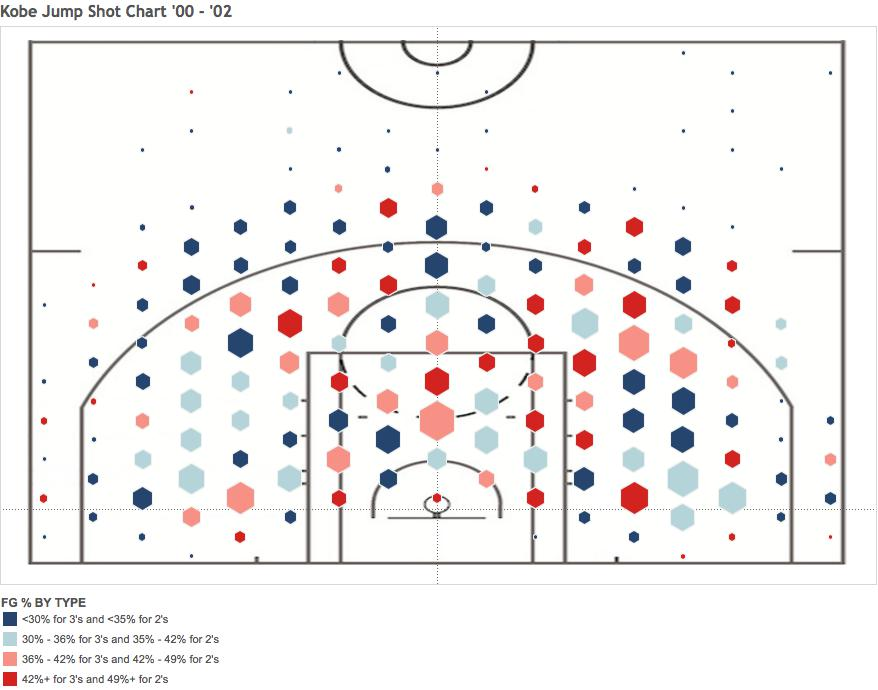 Kobe Jump Shot Chart '00 - '02
FG % BY TYPE
<30% for 3's and <35% for 2's
30% - 36% for 3's and 35% - 42% for 2's
36% - 42% for 3's and 42% - 49% for 2's
42%+ for 3's and 49%+ for 2's